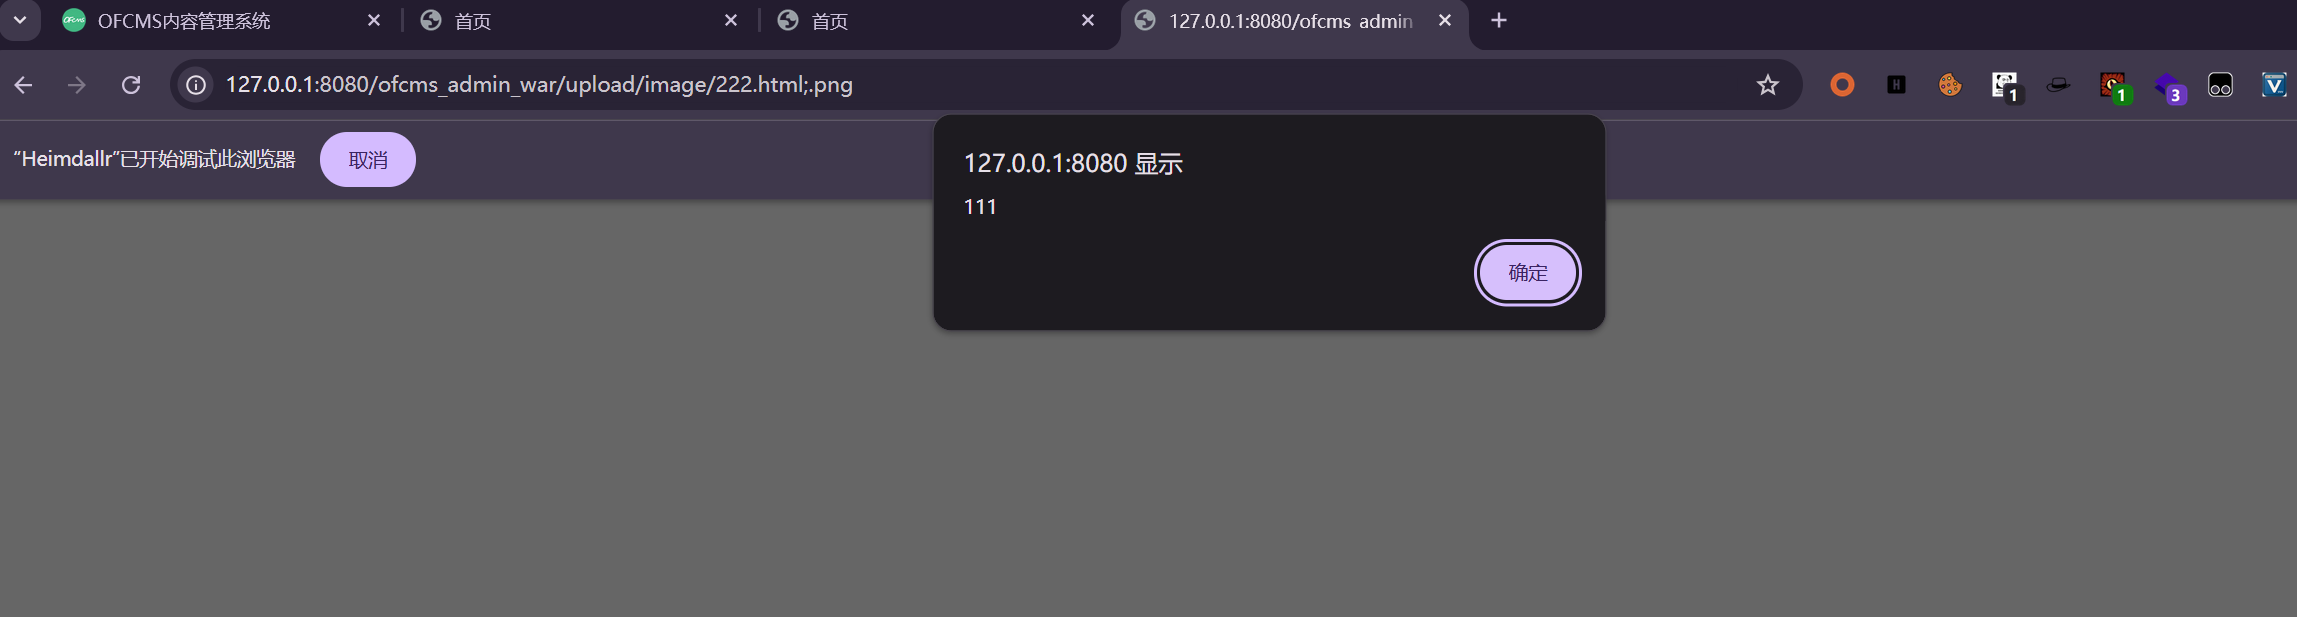 OFCMS内容管理系统
首页
首页
127.0.0.1:8080/ofcms_admin
127.0.0.1:8080/ofcms_admin_war/upload/image/222.html;.png
H
1
1
3
V
“Heimdallr”已开始调试此浏览器
取消
127.0.0.1:8080 显示
111
确定